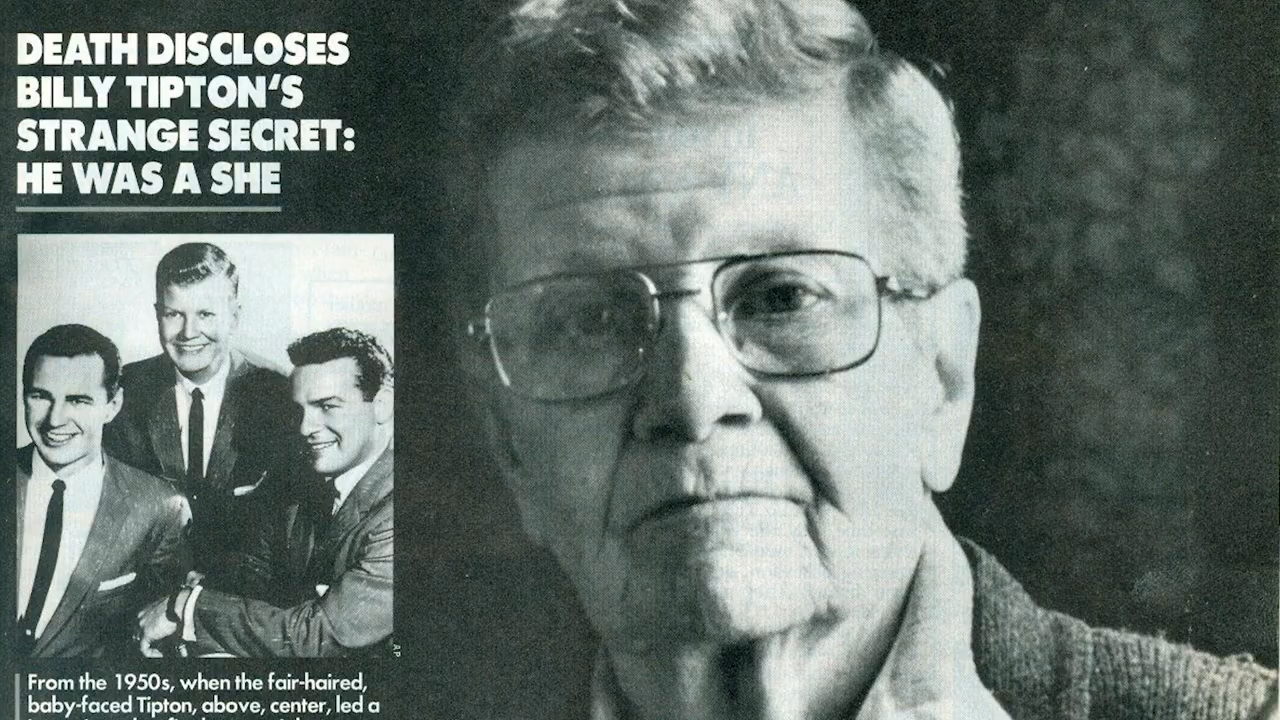 DEATH DISCLOSES
BILLY TIPTON'S
STRANGE SECRET:
HE WAS A SHE
AP
From the 1950s, when the fair-haired,
baby-faced Tipton, above, center, led a